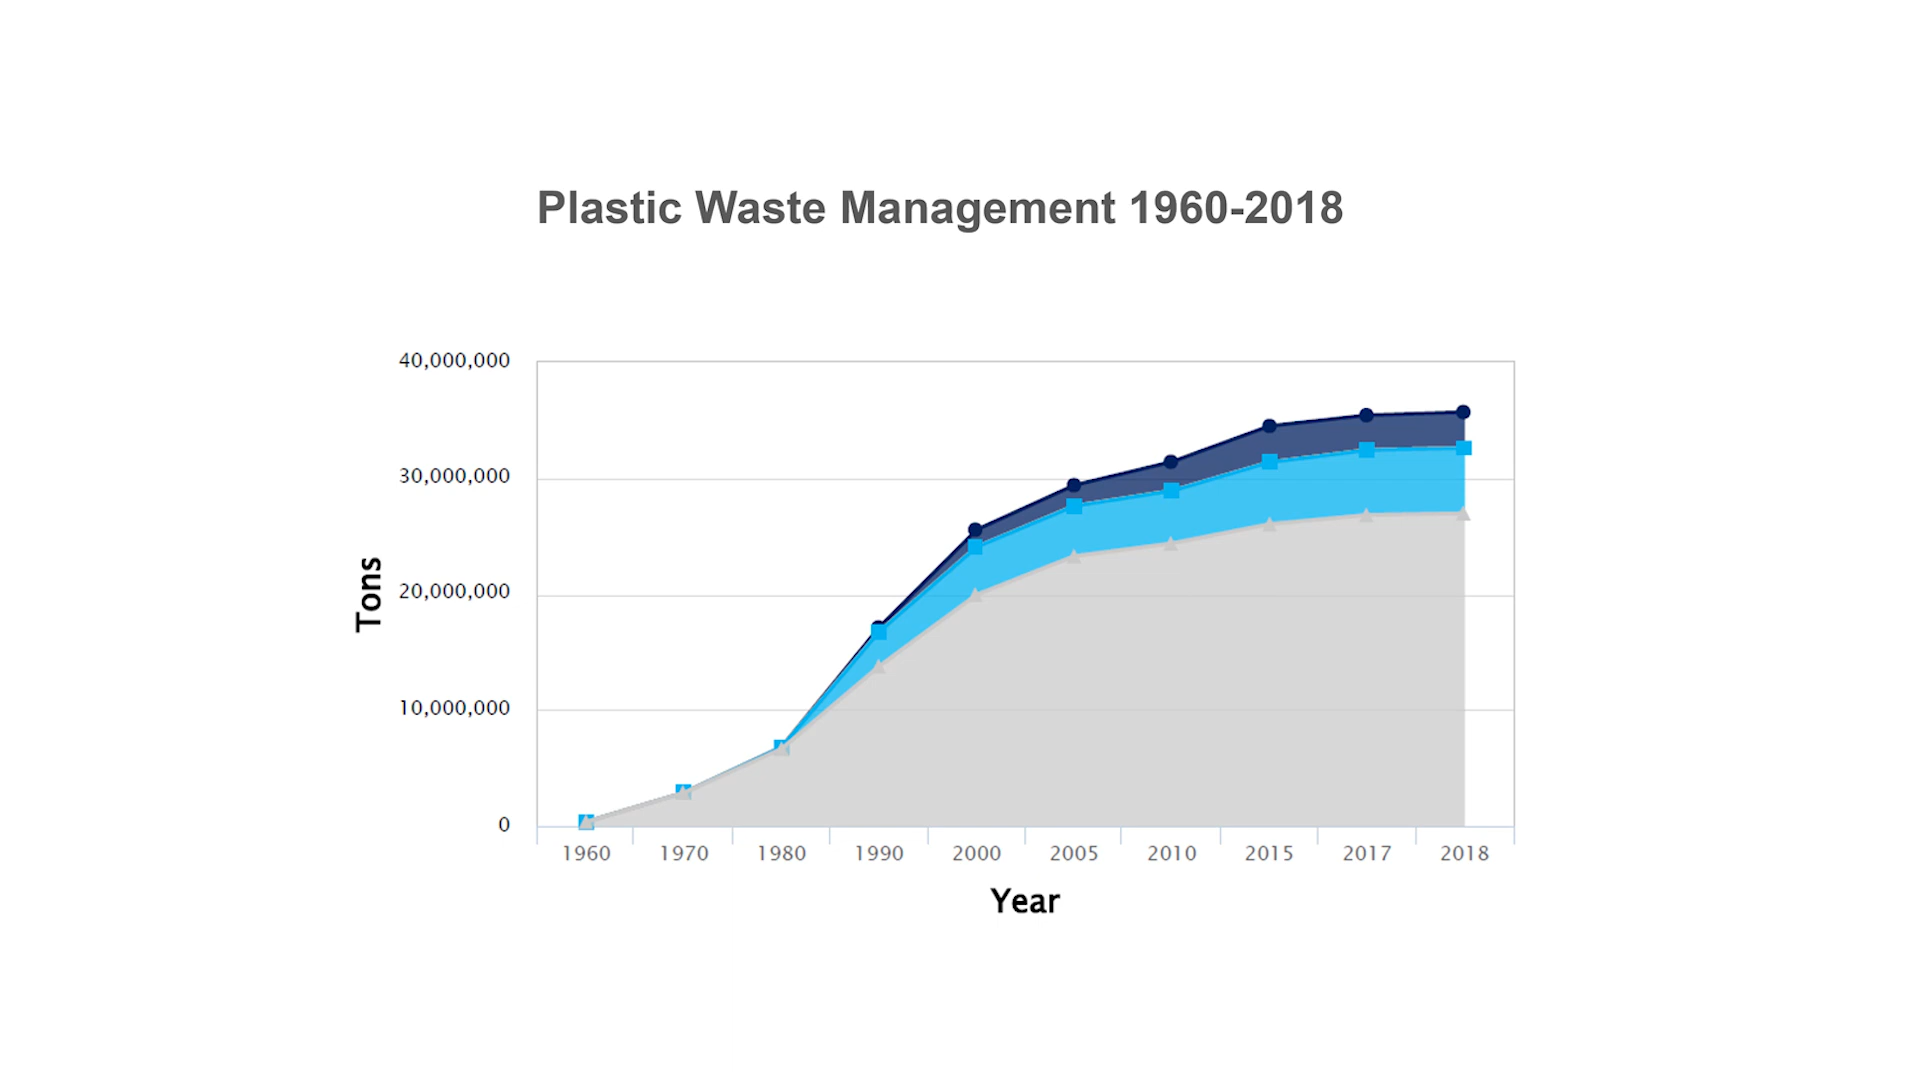 Plastic Waste Management 1960-2018
40,000,000
30,000,000
20,000,000
10,000,000
0
Tons
1960 1970 1980 1990 2000 2005 2010 2015 2017 2018
Year